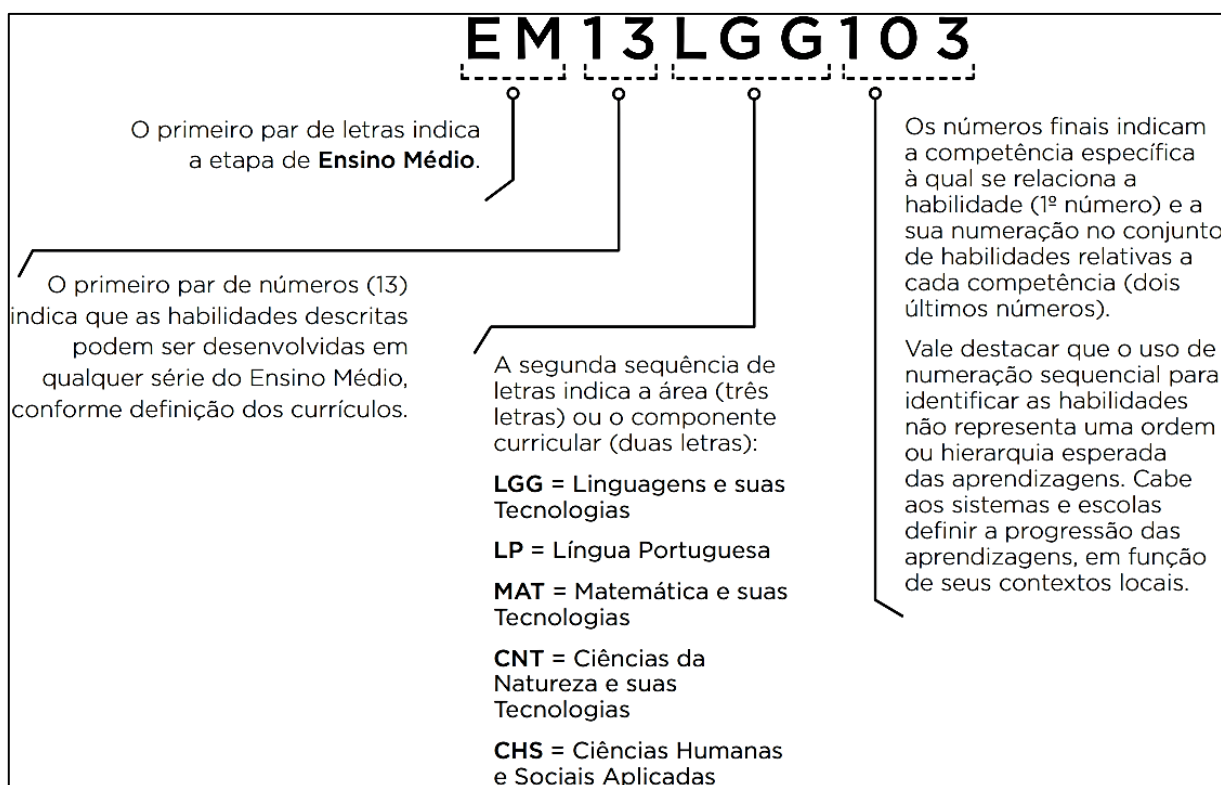 EM13LGG103
O primeiro par de letras indica
a etapa de Ensino Médio.
O primeiro par de números (13)
indica que as habilidades descritas
podem ser desenvolvidas em
qualquer série do Ensino Médio,
conforme definição dos currículos.
A segunda sequência de
letras indica a área (três
letras) ou o componente
curricular (duas letras):
LGG = Linguagens e suas
Tecnologias
LP = Língua Portuguesa
MAT = Matemática e suas
Tecnologias
CNT = Ciências da
Natureza e suas
Tecnologias
CHS = Ciências Humanas
e Sociais Aplicadas
Os números finais indicam
a competência específica
à qual se relaciona a
habilidade (1º número) e a
sua numeração no conjunto
de habilidades relativas a
cada competência (dois
últimos números).
Vale destacar que o uso de
numeração sequencial para
identificar as habilidades
não representa uma ordem
ou hierarquia esperada
das aprendizagens. Cabe
aos sistemas e escolas
definir a progressão das
aprendizagens, em função
de seus contextos locais.